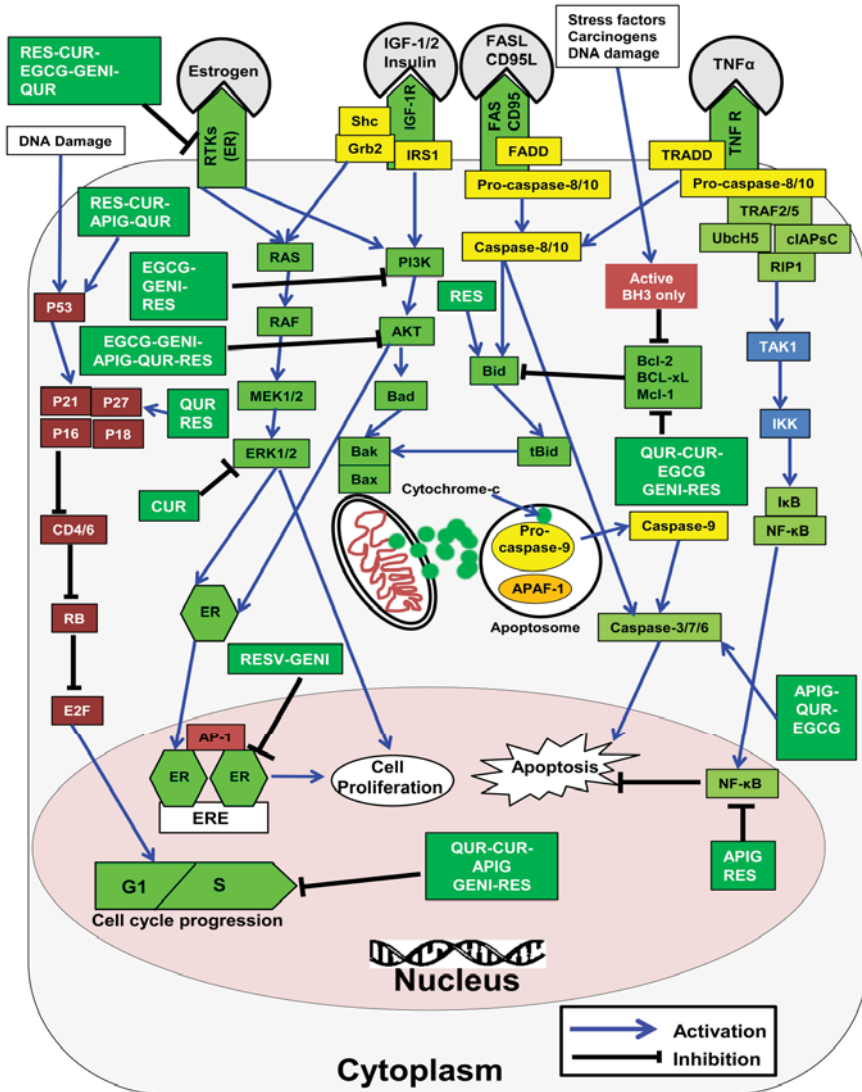 RES-CUR-
EGCG-GENI-
QUR
Estrogen
RTKs
(ER)
IGF-1/2
Insulin
IGF-1R
Shc
Grb2
IRS1
FASL
CD95L
FAS
CD95
FADD
Pro-caspase-8/10
Stress factors
Carcinogens
DNA damage
TNFα
TNF R
TRADD
Pro-caspase-8/10
TRAF2/5
UbcH5
cIAPsC
RIP1
DNA Damage
RES-CUR-
APIG-QUR
RAS
PI3K
Caspase-8/10
EGCG-
GENI-
RES
RES
Active
BH3 only
P53
RAF
AKT
EGCG-GENI-
APIG-QUR-RES
TAK1
Bid
Bcl-2
BCL-xL
Mcl-1
P21
P27
P16
P18
QUR
RES
MEK1/2
Bad
IKK
ERK1/2
Bak
Bax
tBid
QUR-CUR-
EGCG
GENI-RES
CUR
Cytochrome-c
IκB
NF-κB
CD4/6
Pro-
caspase-9
APAF-1
Apoptosome
Caspase-9
ER
RB
Caspase-3/7/6
RESV-GENI
E2F
APIG-
QUR-
EGCG
AP-1
ER
ER
ERE
Cell
Proliferation
Apoptosis
NF-κB
QUR-CUR-
APIG
GENI-RES
APIG
RES
G1
S
Cell cycle progression
Nucleus
Activation
Inhibition
Cytoplasm